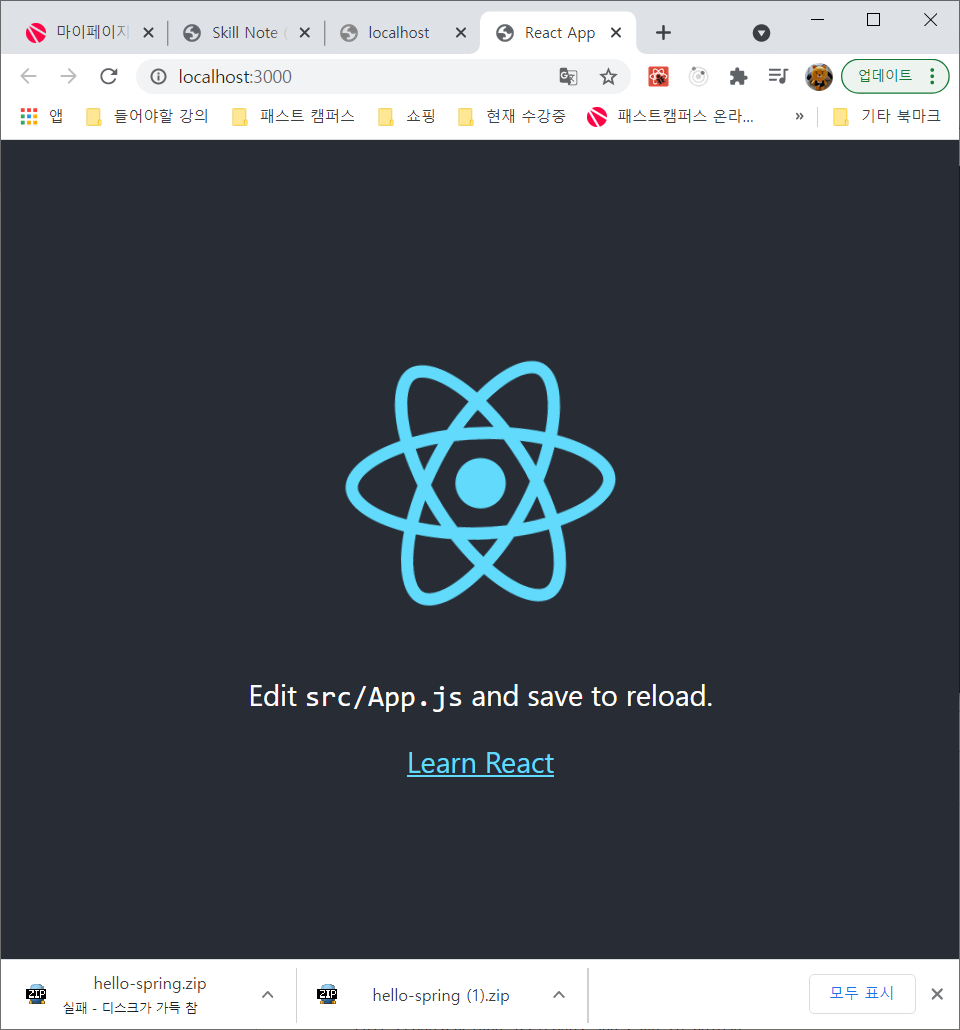 마이페이지
Skill Note (
localhost
React App
localhost:3000
업데이트
앱
들어야할 강의
패스트 캠퍼스
쇼핑
현재 수강중
패스트캠퍼스 온라...
»
기타 북마크
Edit src/App.js and save to reload.
Learn React
ZIP
hello-spring.zip
실패 - 디스크가 가득 참
ZIP
hello-spring (1).zip
모두 표시